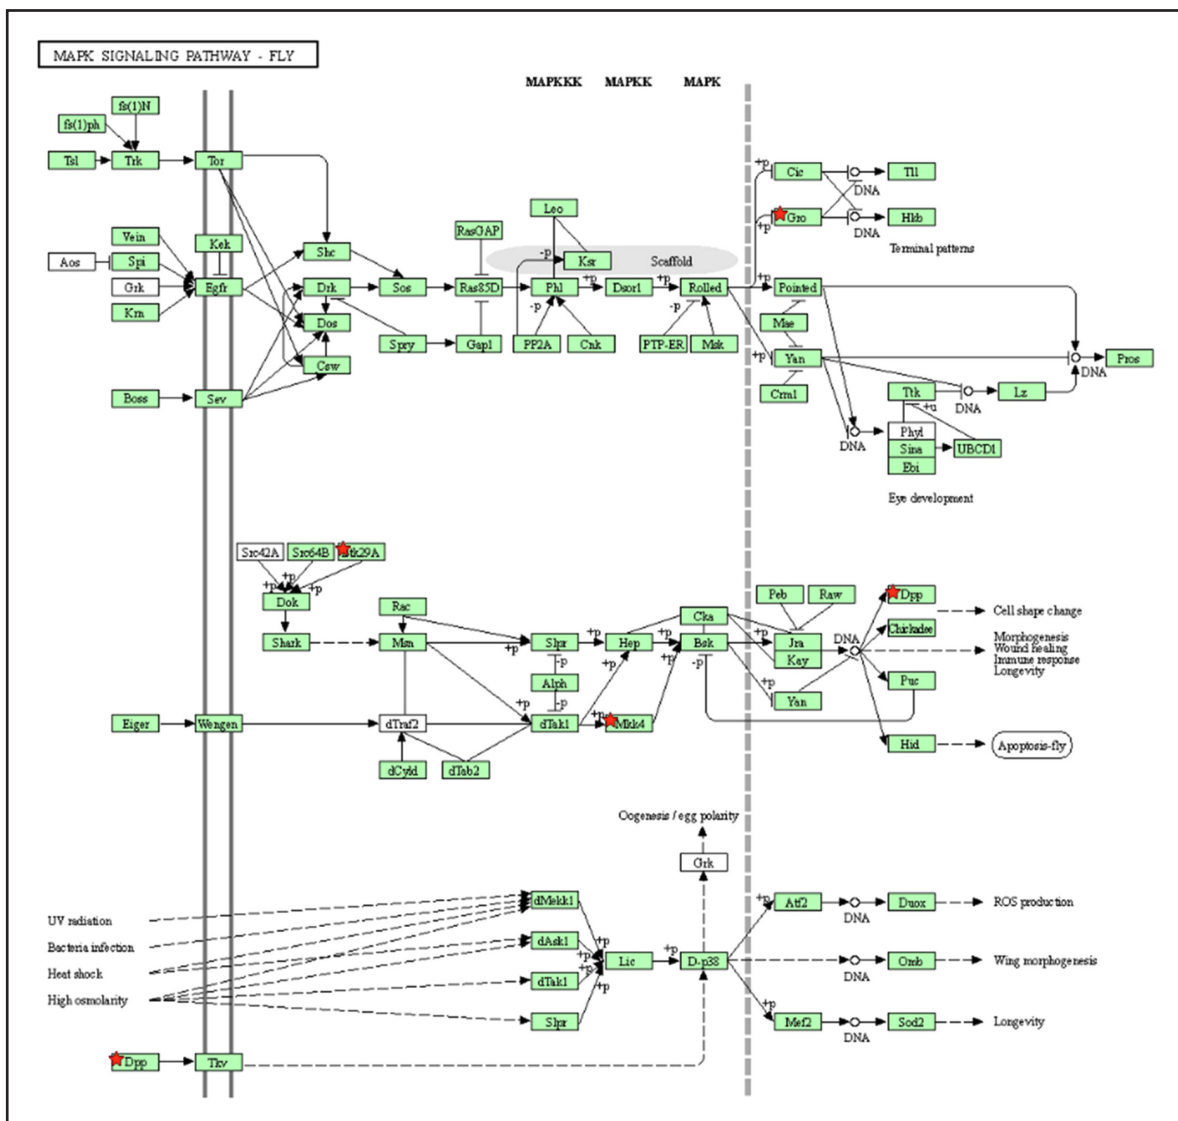 MAPK SIGNALING PATHWAY - FLY
MAPKKK MAPKK MAPK
fs(1)N
fs(1)ph
Tsl Trk Tor
Cic DNA Tll
Leo
Gro DNA Hkb
RasGAP
Terminal patterns
Vein Kek Shc
Aos Spi
-p Ksr Scaffold
Grk Egfr Drk Sos Ras85D Phl +p Dsor1 +p Rolled +p Pointed
Krn Dos
-p -p
Mae
Spry Gap1 PP2A Cnk PTP-ER Msk +p Yan
DNA Pros
Csw
Boss Sev
Crm1 Ttk DNA Lz
+u
DNA Phyl
Sina UBCD1
Ebi
Eye development
Src42A Src64B Btk29A
+p +p +p
Dok
Rac
Peb Raw Dpp
Cell shape change
Cka
Chickadee
Shark Msn +p Slpr +p Hep +p Bsk +p Jra DNA
Kay
Morphogenesis
Wound healing
Immune response
Longevity
-p +p +p -p
Alph
-p
Puc
+p Yan
Eiger Wengen dTraf2 +p dTak1 +p Mkk4
Hid Apoptosis-fly
dCyld dTab2
Oogenesis / egg polarity
Grk
dMekk1
+p Atf2 DNA Duox ROS production
UV radiation
Bacteria infection
dAsk1 +p
+p Lic +p D-p38 DNA Omb Wing morphogenesis
Heat shock
dTak1 +p
High osmolarity
+p
Slpr
+p Mef2 DNA Sod2 Longevity
Dpp Tkv